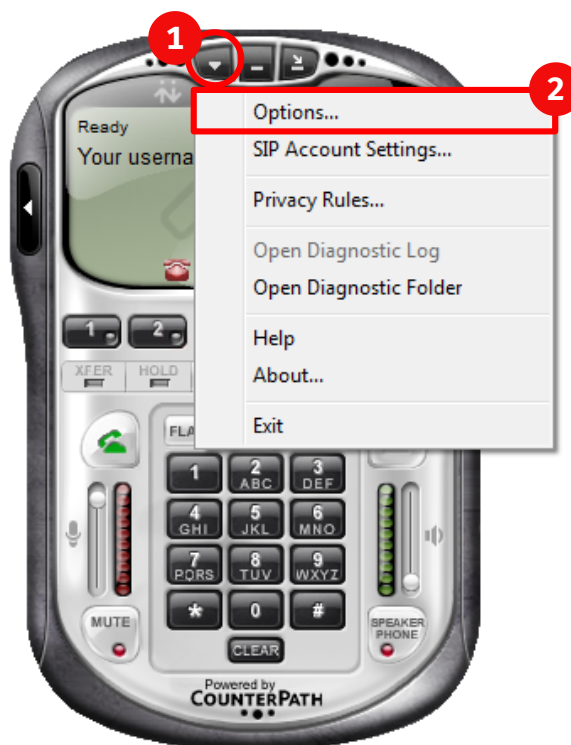 1
2
Ready
Your userna
Options...
SIP Account Settings...
Privacy Rules...
Open Diagnostic Log
Open Diagnostic Folder
Help
About...
Exit
1 2
XFER HOLD
FLA
1 2 3
ABC DEF
4 5 6
GHI JKL MNO
7 8 9
PQRS TUV WXYZ
* 0 #
CLEAR
MUTE
SPEAKER
PHONE
Powered by
COUNTERPATH